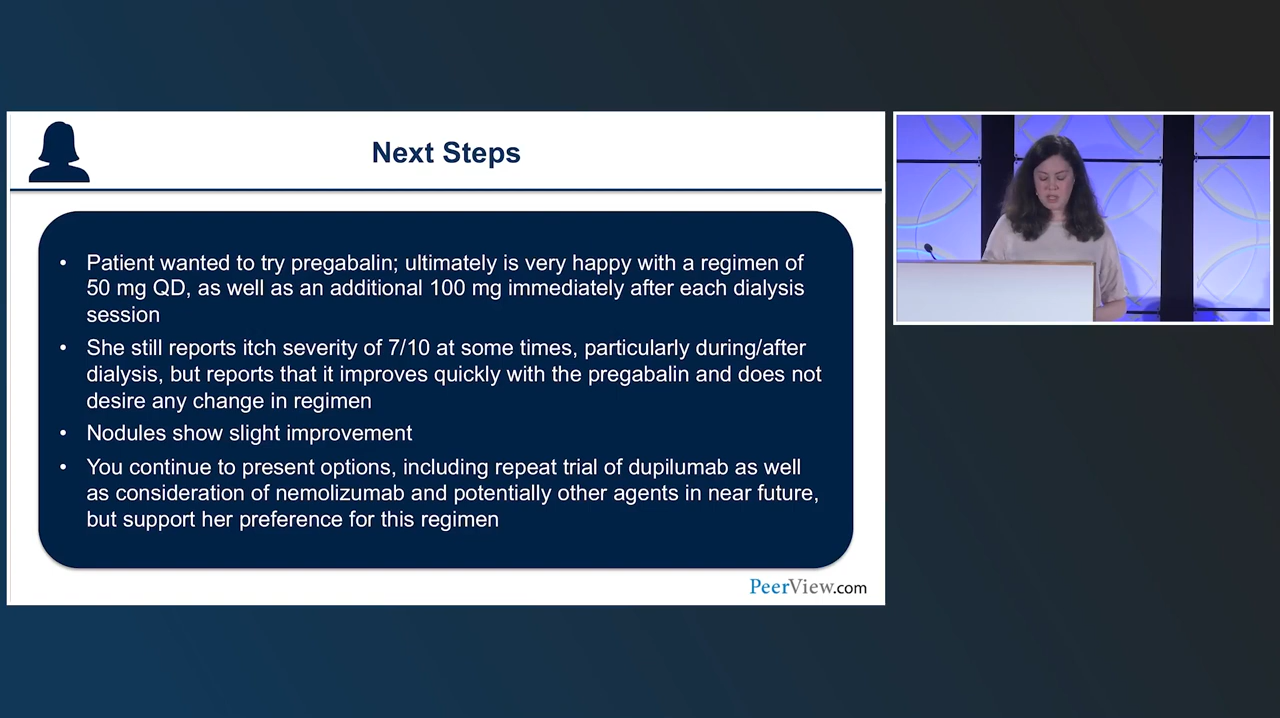 Next Steps
• Patient wanted to try pregabalin; ultimately is very happy with a regimen of
50 mg QD, as well as an additional 100 mg immediately after each dialysis
session
• She still reports itch severity of 7/10 at some times, particularly during/after
dialysis, but reports that it improves quickly with the pregabalin and does not
desire any change in regimen
• Nodules show slight improvement
• You continue to present options, including repeat trial of dupilumab as well
as consideration of nemolizumab and potentially other agents in near future,
but support her preference for this regimen
PeerView.com